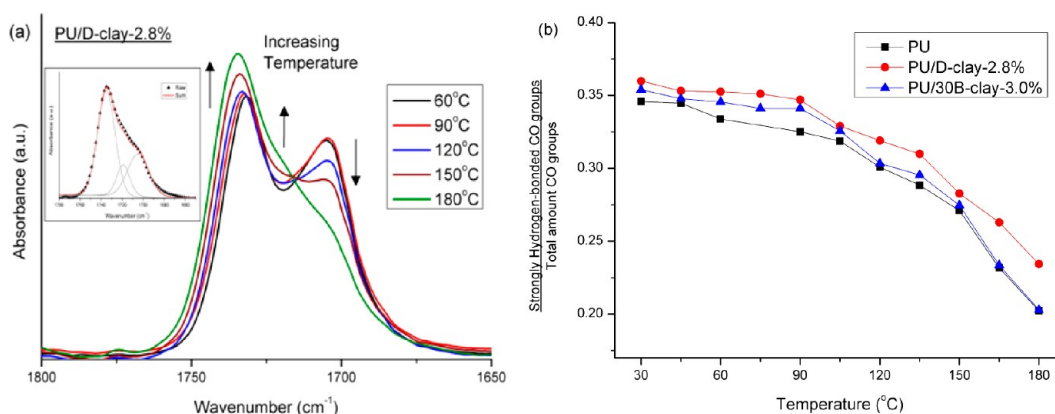 (a)
PU/D-clay-2.8%
Increasing
Temperature
Raw
Sum
Absorbance (a.u.)
Wavenumber (cm-1)
60°C
90°C
120°C
150°C
180°C
Absorbance (a.u.)
1800
1750
1700
1650
Wavenumber (cm-1)
(b)
PU
PU/D-clay-2.8%
PU/30B-clay-3.0%
Strongly Hydrogen-bonded CO groups
Total amount CO groups
0.40
0.35
0.30
0.25
0.20
30
60
90
120
150
180
Temperature (°C)